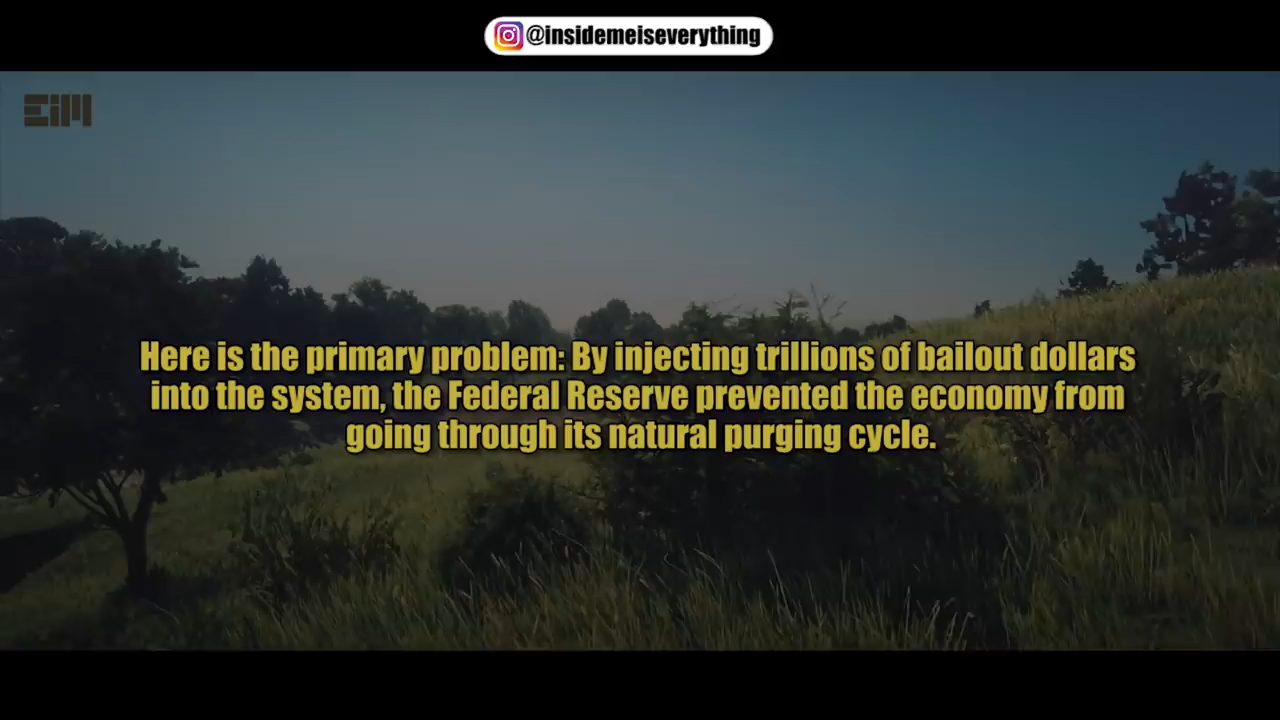 @insidemeiseverything
EIM
Here is the primary problem: By injecting trillions of bailout dollars
into the system, the Federal Reserve prevented the economy from
going through its natural purging cycle.